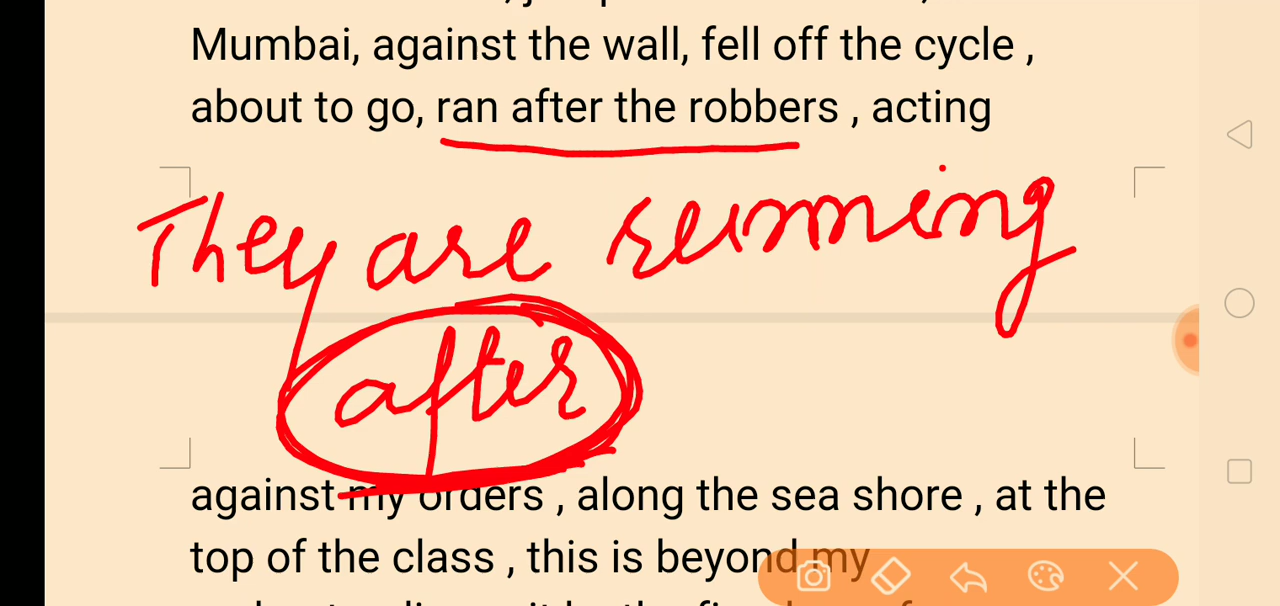 Mumbai, against the wall, fell off the cycle ,
about to go, ran after the robbers , acting
They are running
after
against my orders , along the sea shore , at the
top of the class , this is beyond my